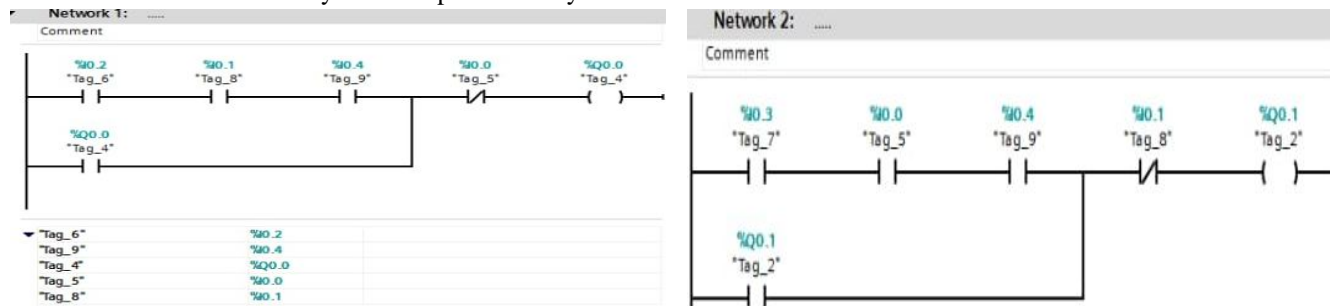 Network 1: .....
Comment
%I0.2 %I0.1 %I0.4 %I0.0 %Q0.0
"Tag_6" "Tag_8" "Tag_9" "Tag_5" "Tag_4"
%Q0.0
"Tag_4"
"Tag_6" %I0.2
"Tag_9" %I0.4
"Tag_4" %Q0.0
"Tag_5" %I0.0
"Tag_8" %I0.1
Network 2: .....
Comment
%I0.3 %I0.0 %I0.4 %I0.1 %Q0.1
"Tag_7" "Tag_5" "Tag_9" "Tag_8" "Tag_2"
%Q0.1
"Tag_2"